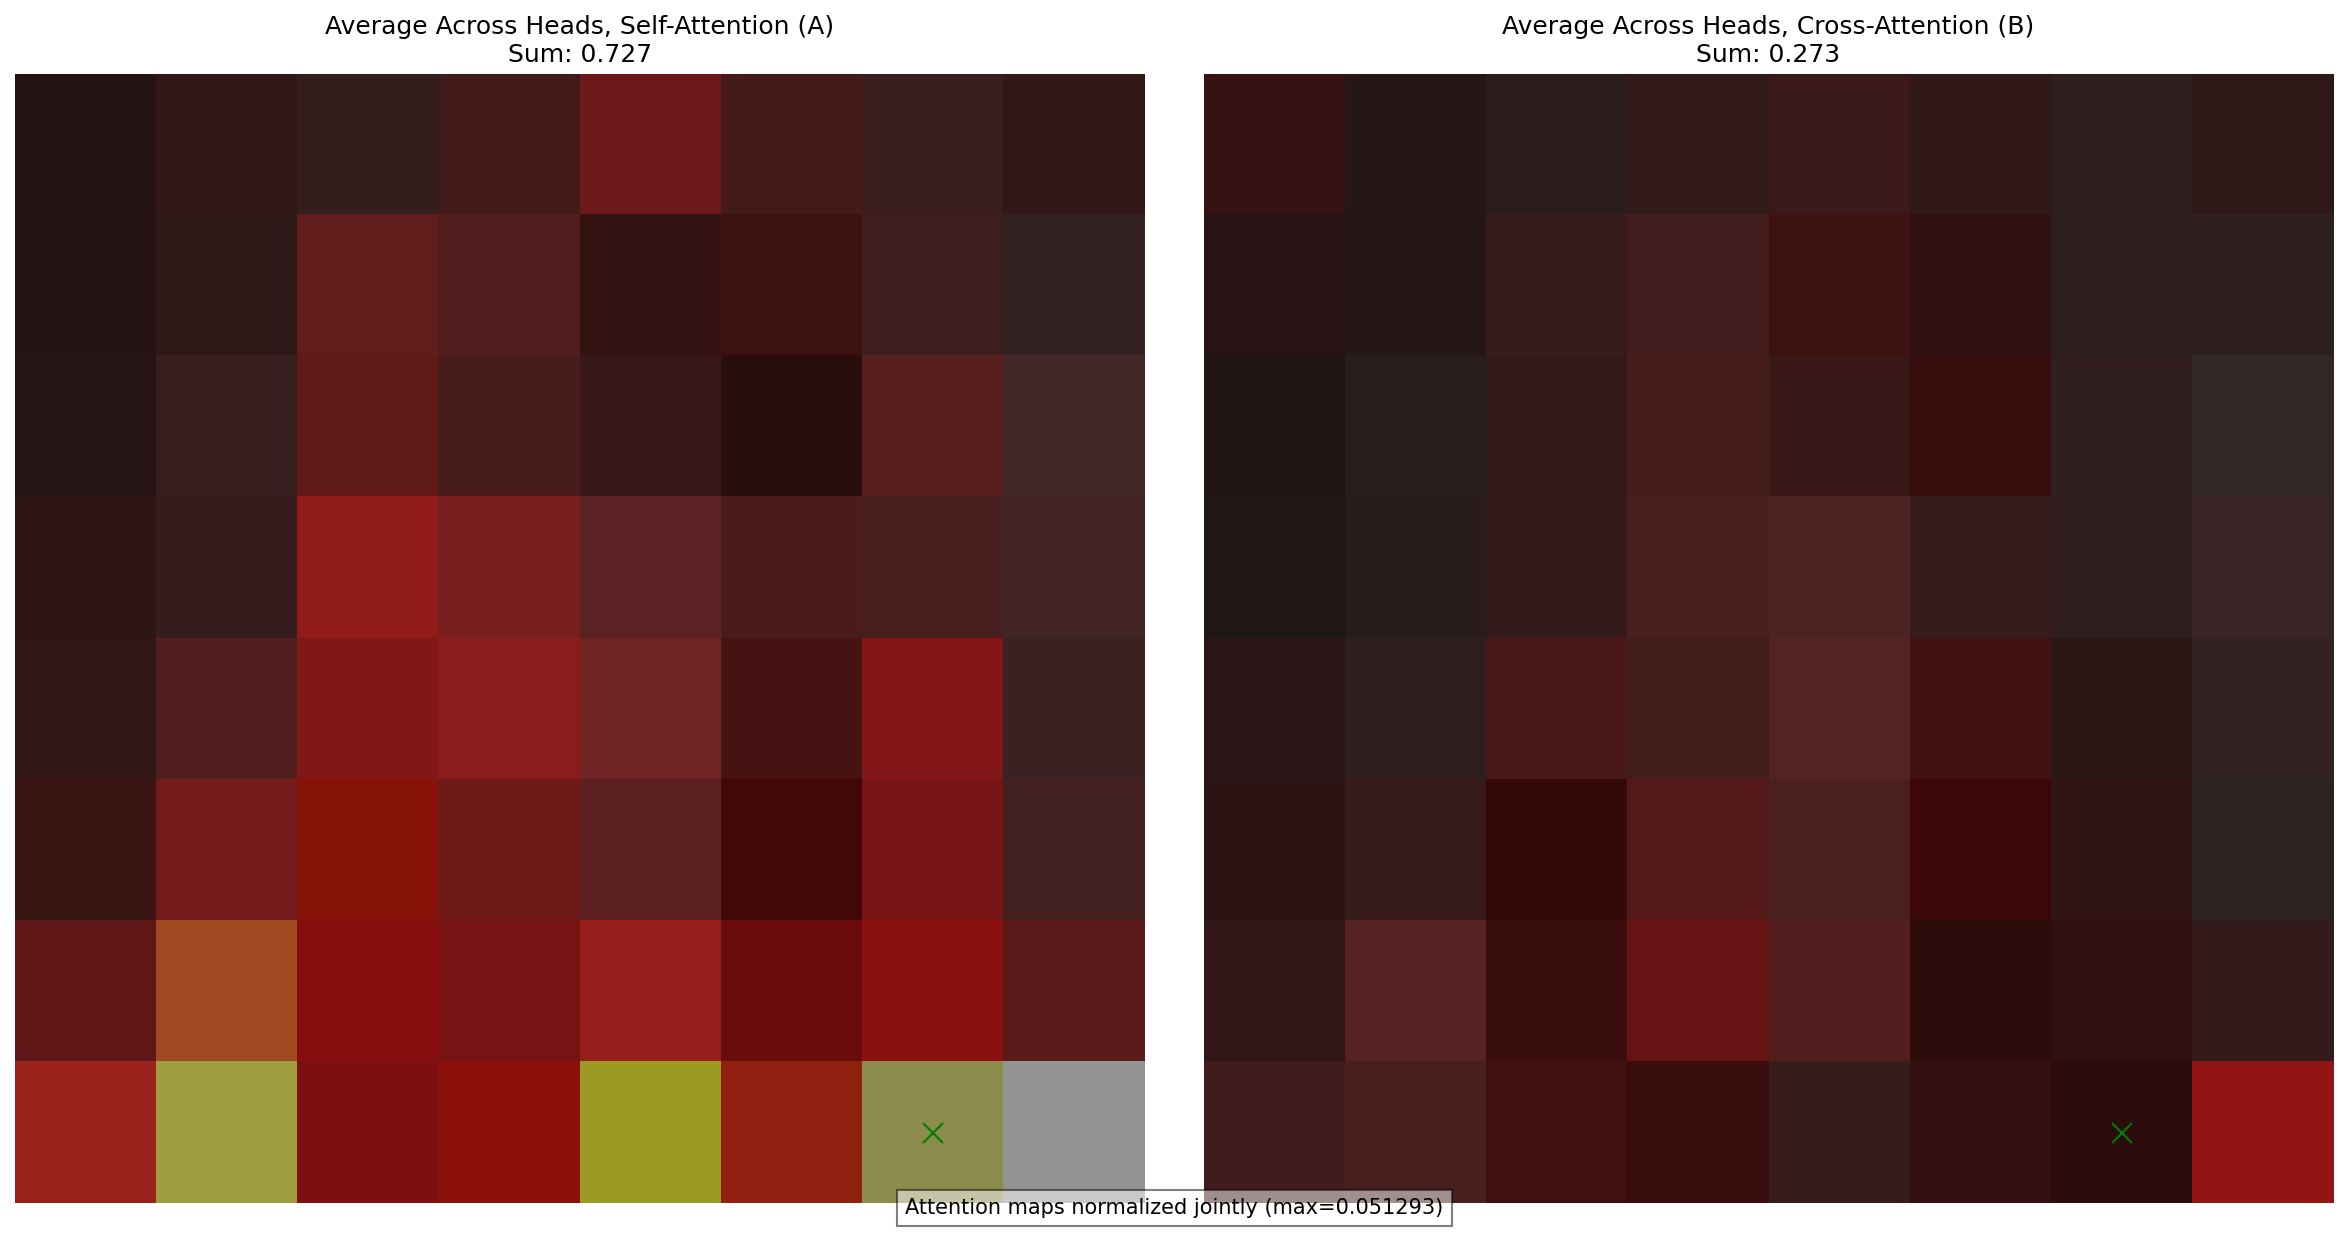 Average Across Heads, Self-Attention (A)
Sum: 0.727
Average Across Heads, Cross-Attention (B)
Sum: 0.273
Attention maps normalized jointly (max=0.051293)